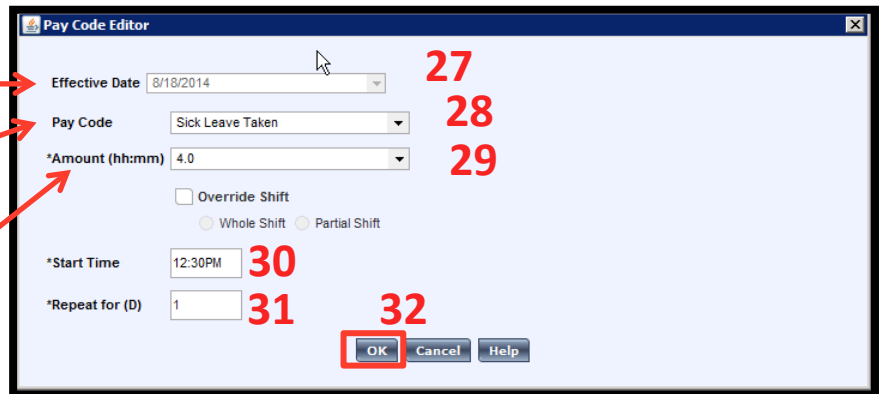 Pay Code Editor
Effective Date 8/18/2014 27
Pay Code Sick Leave Taken 28
*Amount (hh:mm) 4.0 29
Override Shift
Whole Shift Partial Shift
*Start Time 12:30PM 30
*Repeat for (D) 1 31 32
OK Cancel Help